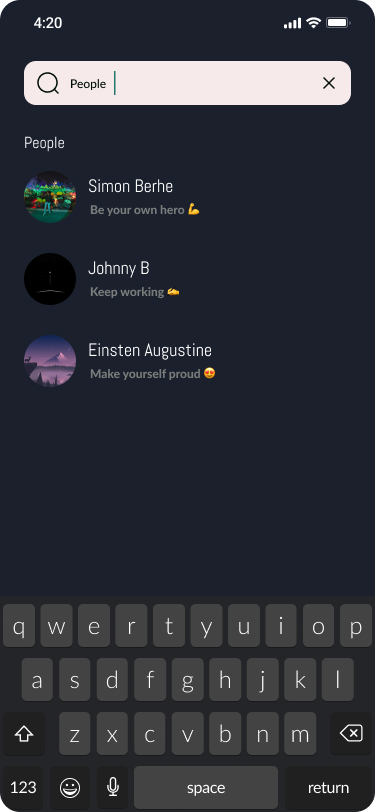 4:20
People
People
Simon Berhe
Be your own hero 💪
Johnny B
Keep working ✍️
Einsten Augustine
Make yourself proud 😍
q w e r t y u i o p
a s d f g h j k l
z x c v b n m
123 space return